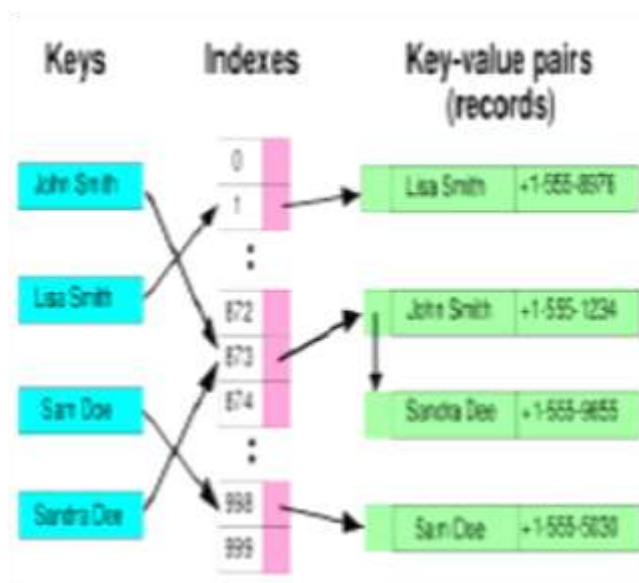 Keys
Indexes
Key-value pairs
(records)
John Smith
Lisa Smith
Sam Doe
Sandra Dee
0
1
:
872
873
874
:
998
999
Lisa Smith +1-555-8976
John Smith +1-555-1234
Sandra Dee +1-555-9655
Sam Doe +1-555-5030